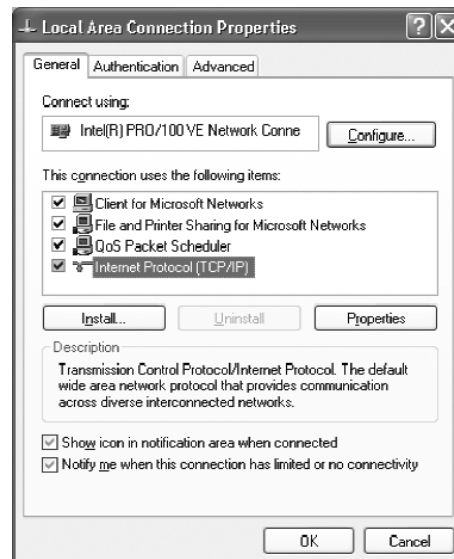 Local Area Connection Properties
General Authentication Advanced
Connect using:
Intel(R) PRO/100 VE Network Conne
Configure...
This connection uses the following items:
Client for Microsoft Networks
File and Printer Sharing for Microsoft Networks
QoS Packet Scheduler
Internet Protocol (TCP/IP)
Install... Uninstall Properties
Description
Transmission Control Protocol/Internet Protocol. The default
wide area network protocol that provides communication
across diverse interconnected networks.
Show icon in notification area when connected
Notify me when this connection has limited or no connectivity
OK Cancel